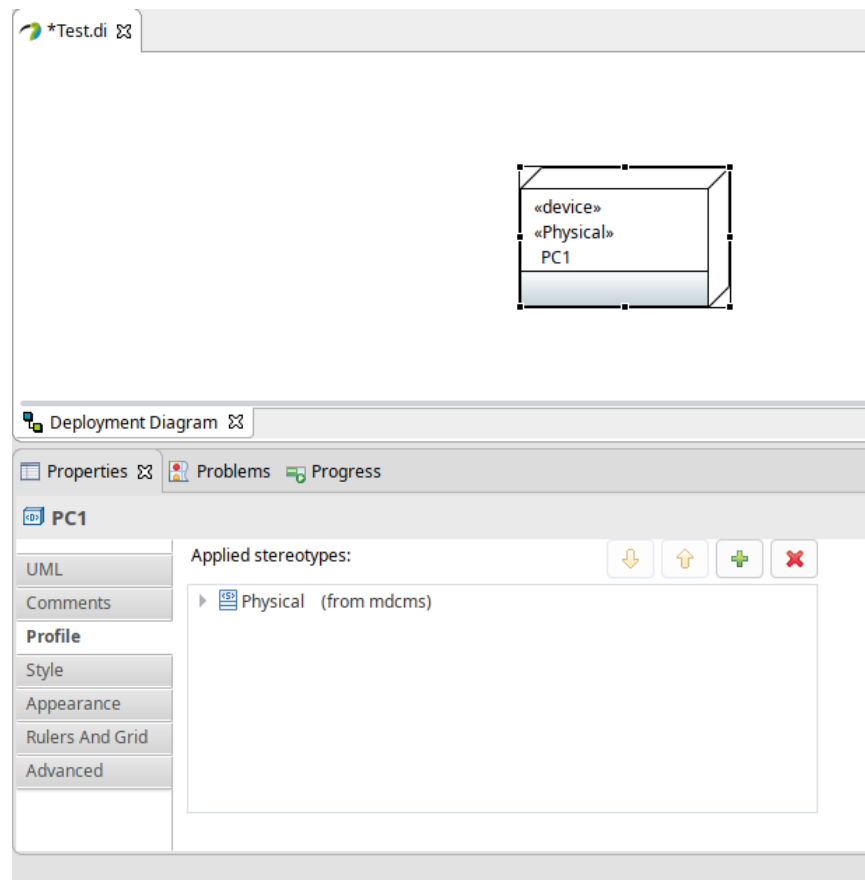 *Test.di
«device»
«Physical»
PC1
Deployment Diagram
Properties Problems Progress
PC1
UML
Comments
Profile
Style
Appearance
Rulers And Grid
Advanced
Applied stereotypes:
Physical (from mdcms)